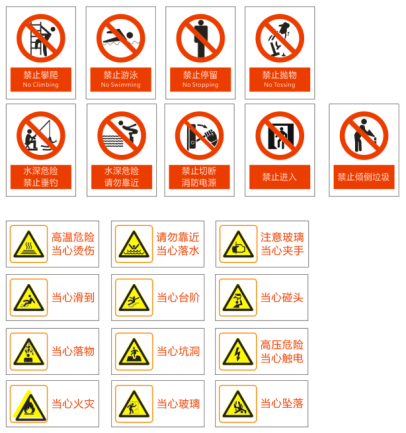 禁止攀爬
No Climbing
禁止游泳
No Swimming
禁止停留
No Stopping
禁止抛物
No Tossing
水深危险
禁止垂钓
水深危险
请勿靠近
禁止切断
消防电源
禁止进入
禁止倾倒垃圾
高温危险
当心烫伤
请勿靠近
当心落水
注意玻璃
当心夹手
当心滑到
当心台阶
当心碰头
当心落物
当心坑洞
高压危险
当心触电
当心火灾
当心玻璃
当心坠落